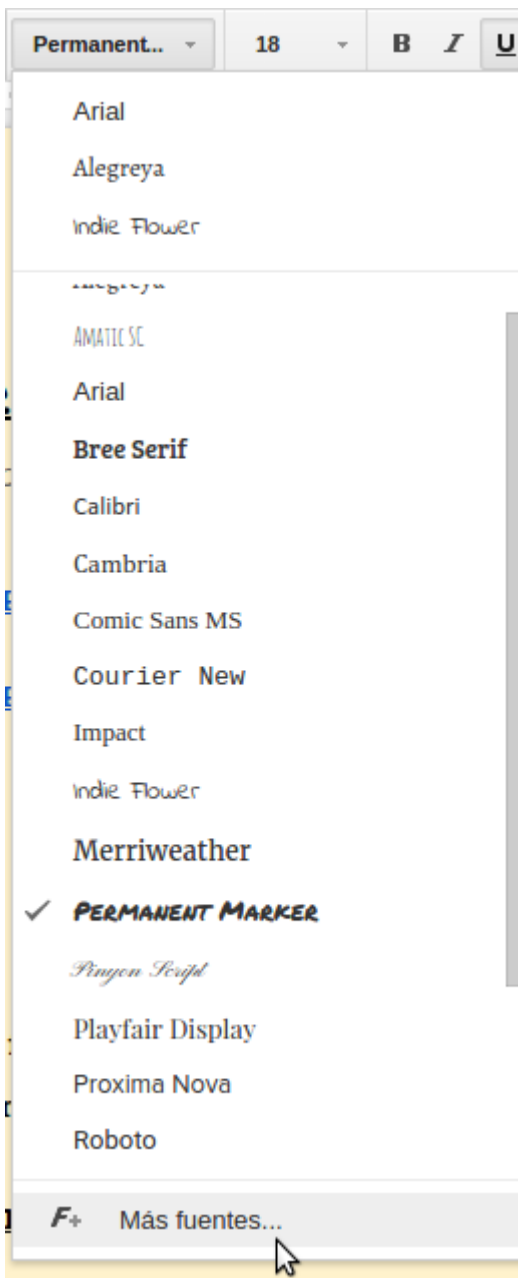 Permanent... 18 B I U
Arial
Alegreya
Indie Flower
Alegreya
Amatic SC
Arial
Bree Serif
Calibri
Cambria
Comic Sans MS
Courier New
Impact
Indie Flower
Merriweather
Permanent Marker
Pinyon Script
Playfair Display
Proxima Nova
Roboto
F+ Más fuentes...